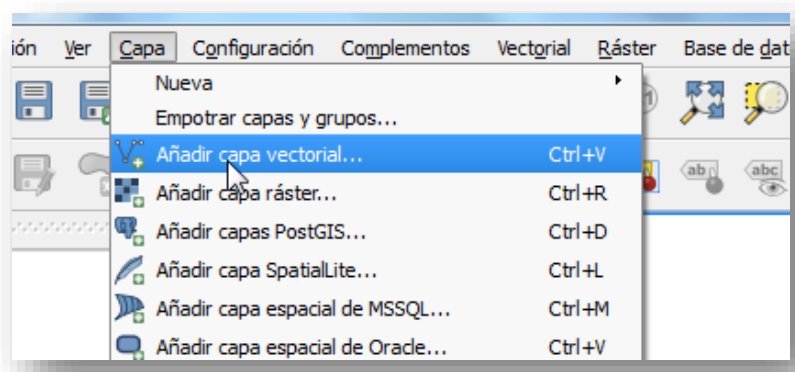 ión Ver Capa Configuración Complementos Vectorial Ráster Base de dat
Nueva
Empotrar capas y grupos...
Añadir capa vectorial... Ctrl+V
Añadir capa ráster... Ctrl+R
Añadir capas PostGIS... Ctrl+D
Añadir capa SpatialLite... Ctrl+L
Añadir capa espacial de MSSQL... Ctrl+M
Añadir capa espacial de Oracle... Ctrl+V
ab abc